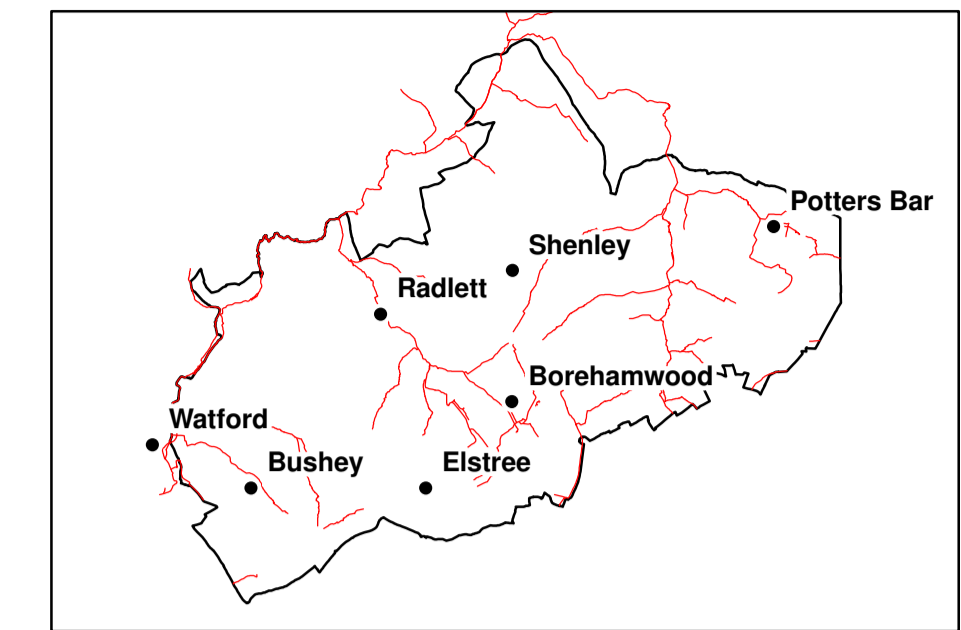 Potters Bar
Shenley
Radlett
Borehamwood
Watford
Bushey
Elstree